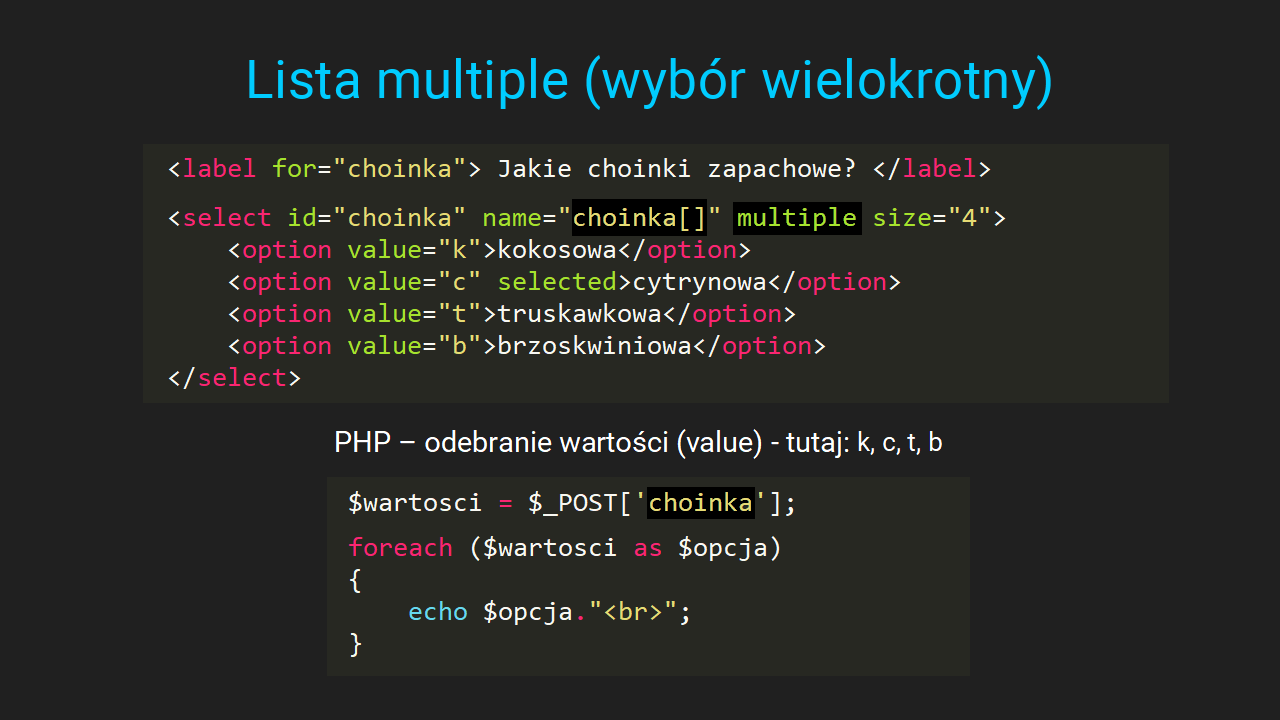 Lista multiple (wybór wielokrotny)
<label for="choinka"> Jakie choinki zapachowe? </label>
<select id="choinka" name="choinka[]" multiple size="4">
    <option value="k">kokosowa</option>
    <option value="c" selected>cytrynowa</option>
    <option value="t">truskawkowa</option>
    <option value="b">brzoskwiniowa</option>
</select>
PHP – odebranie wartości (value) - tutaj: k, c, t, b
$wartosci = $_POST['choinka'];
foreach ($wartosci as $opcja)
{
    echo $opcja."<br>";
}